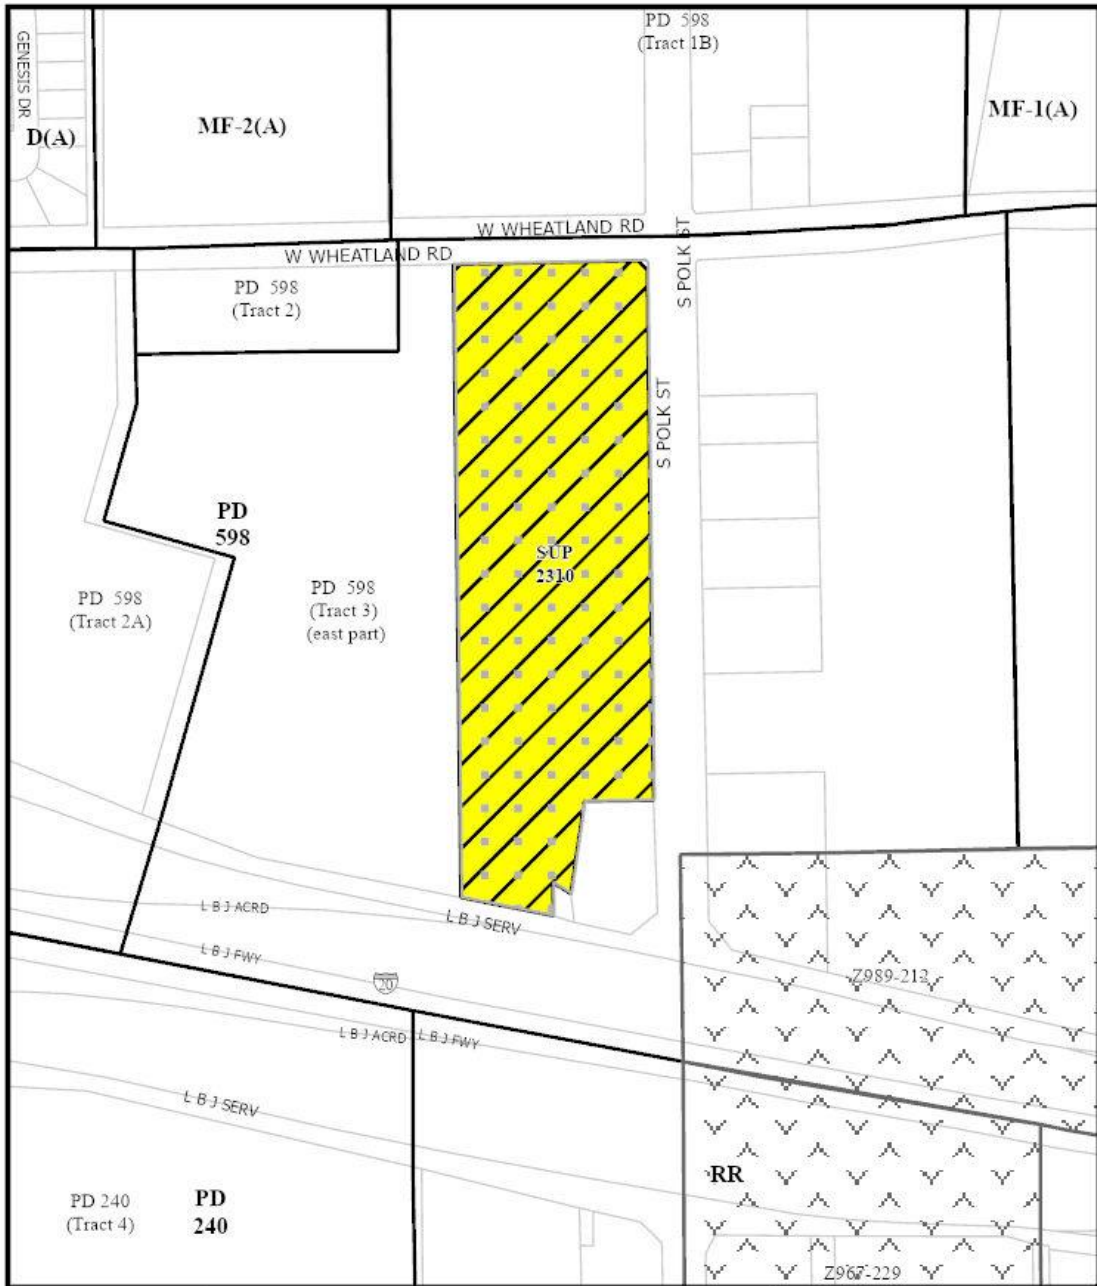 PD 598
(Tract 1B)
GENESIS DR
MF-2(A)
MF-1(A)
D(A)
W WHEATLAND RD
W WHEATLAND RD
S POLK ST
PD 598
(Tract 2)
S POLK ST
PD
598
SUP
2310
PD 598
(Tract 2A)
PD 598
(Tract 3)
(east part)
L B J ACRD
L B J SERV
L B J FWY
20
Z989-212
L B J ACRD
L B J FWY
L B J SERV
RR
PD 240
(Tract 4)
PD
240
Z967-229